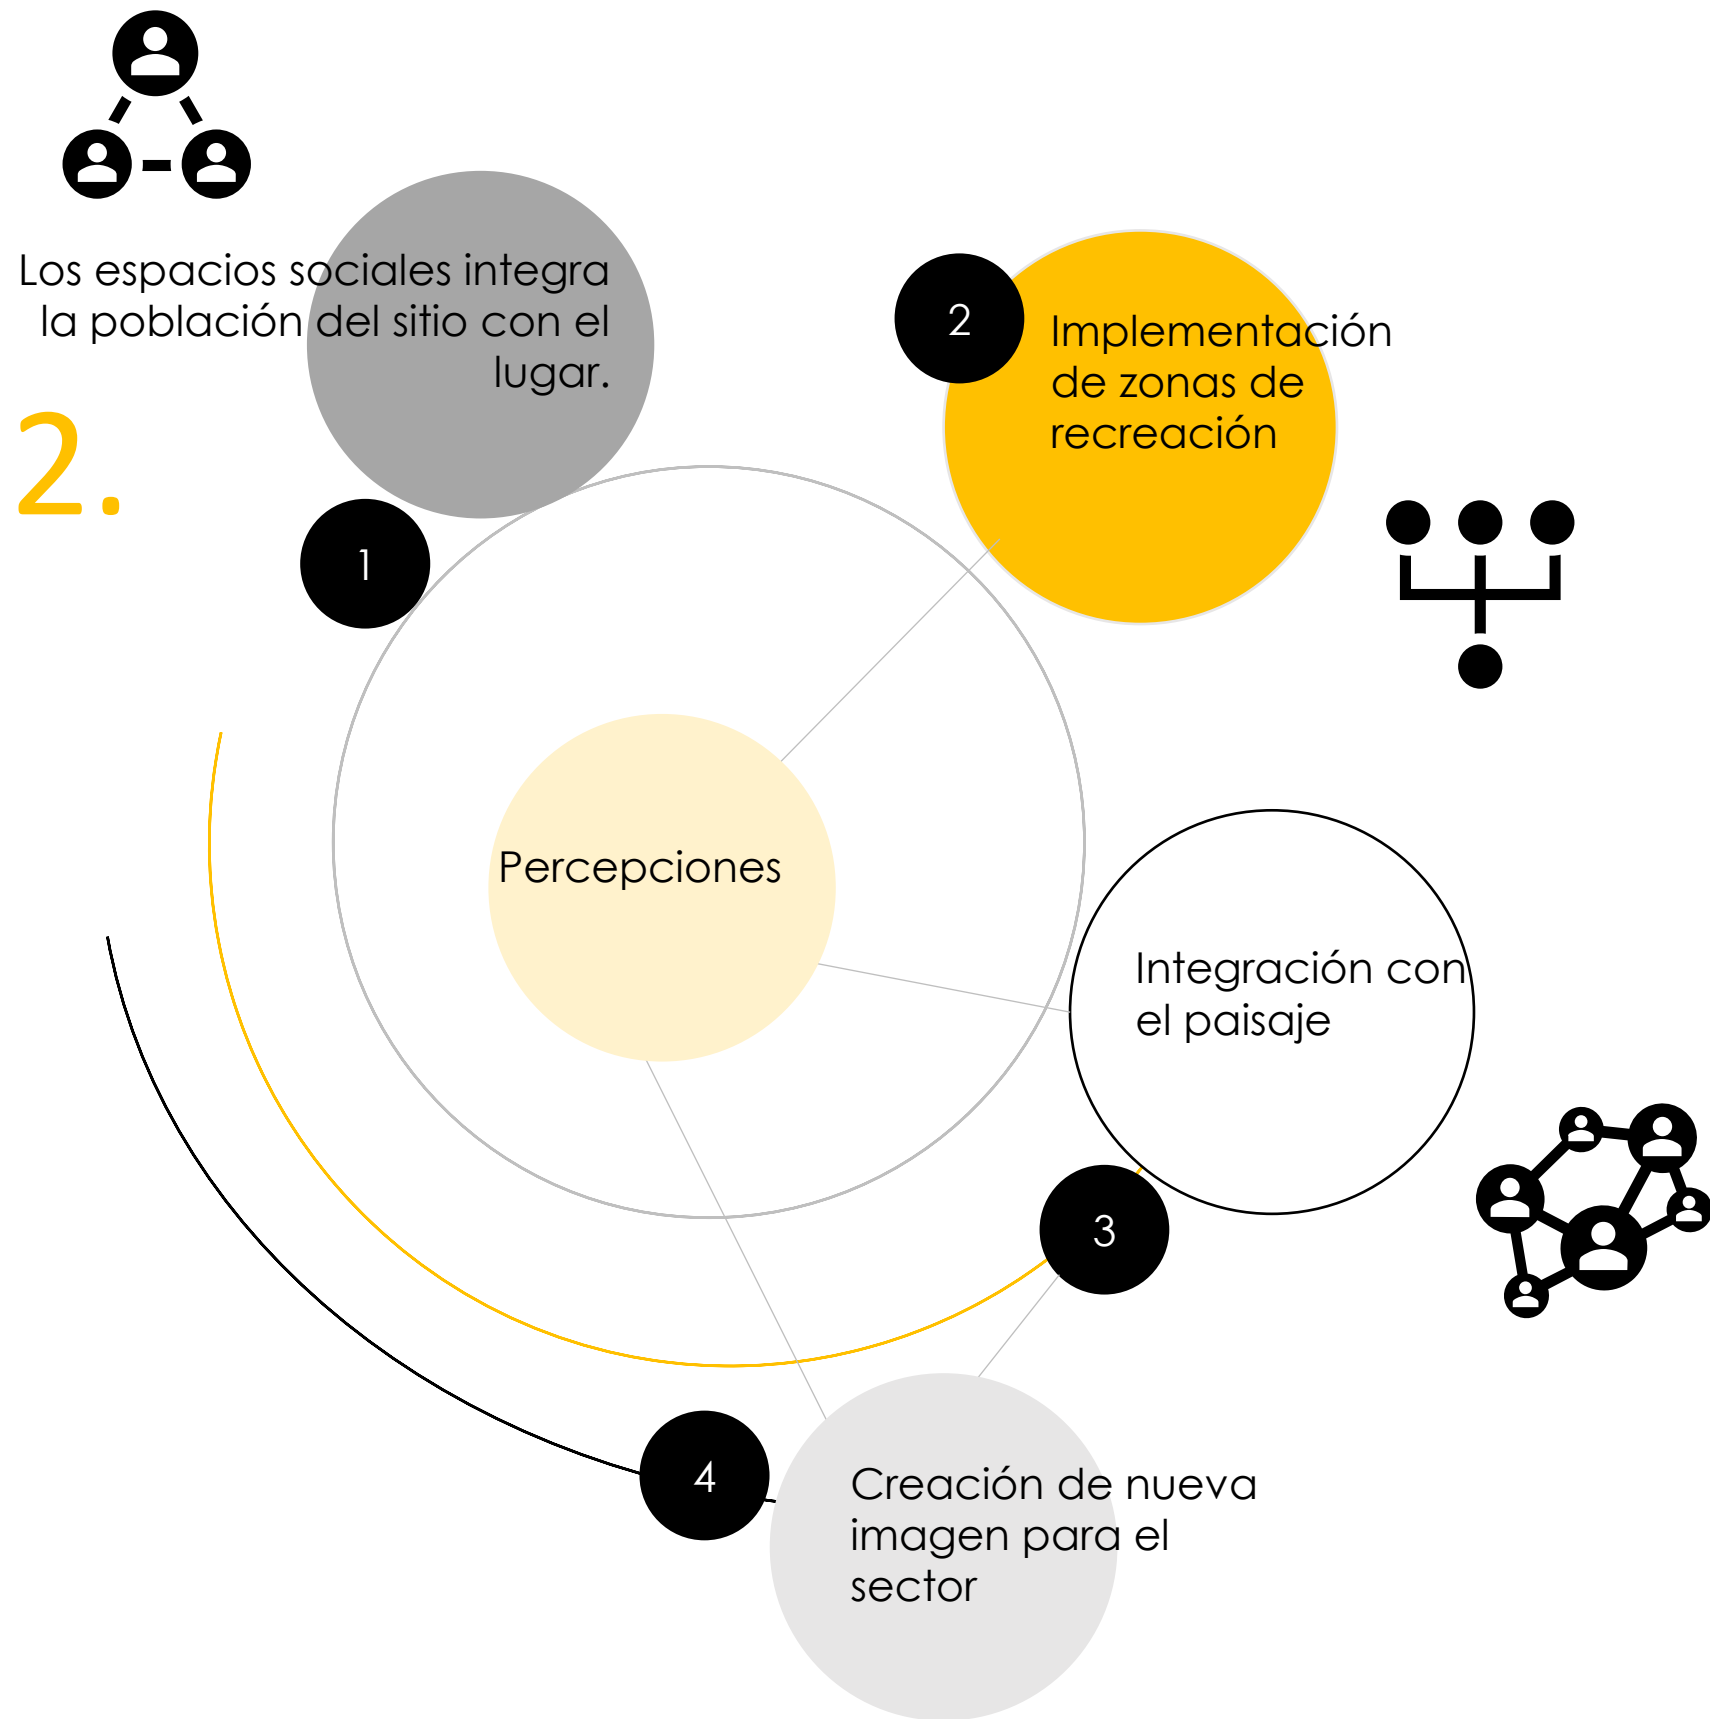 Los espacios sociales integra
la población del sitio con el
lugar.
2.
1
2
Implementación
de zonas de
recreación
Percepciones
Integración con
el paisaje
3
4
Creación de nueva
imagen para el
sector